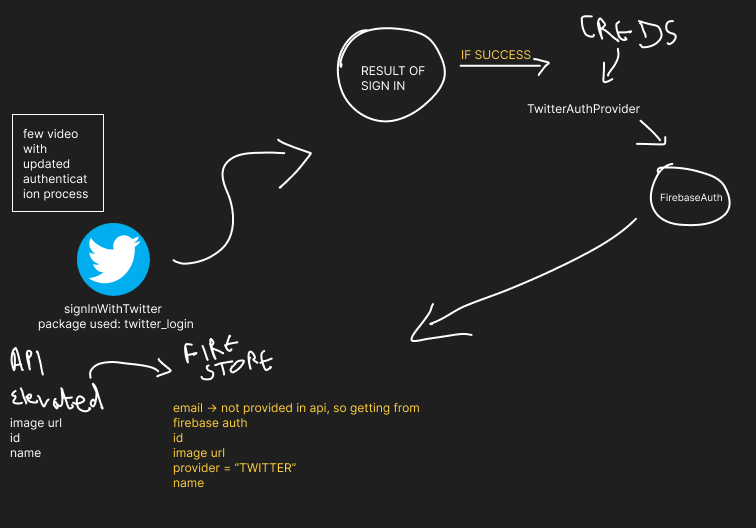 CREDS
IF SUCCESS
RESULT OF
SIGN IN
TwitterAuthProvider
few video
with
updated
authenticat
ion process
FirebaseAuth
signInWithTwitter
package used: twitter_login
API
Elevated
FIRE
STORE
image url
id
name
email → not provided in api, so getting from
firebase auth
id
image url
provider = “TWITTER”
name